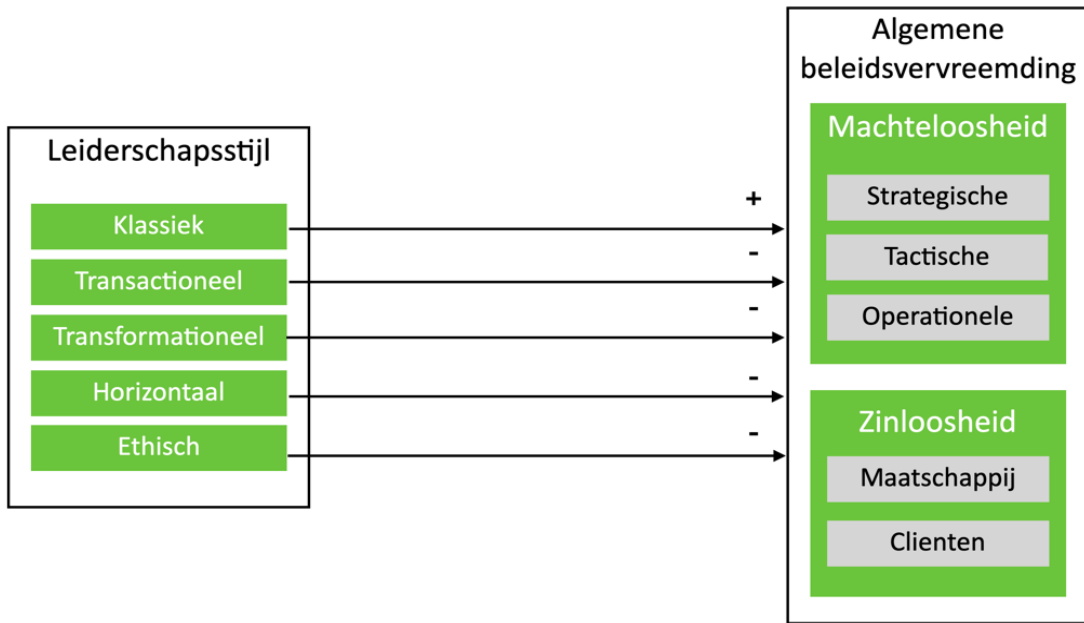 Leiderschapsstijl
Klassiek
Transactioneel
Transformationeel
Horizontaal
Ethisch
+
-
-
-
-
Algemene
beleidsvervreemding
Machteloosheid
Strategische
Tactische
Operationele
Zinloosheid
Maatschappij
Clienten